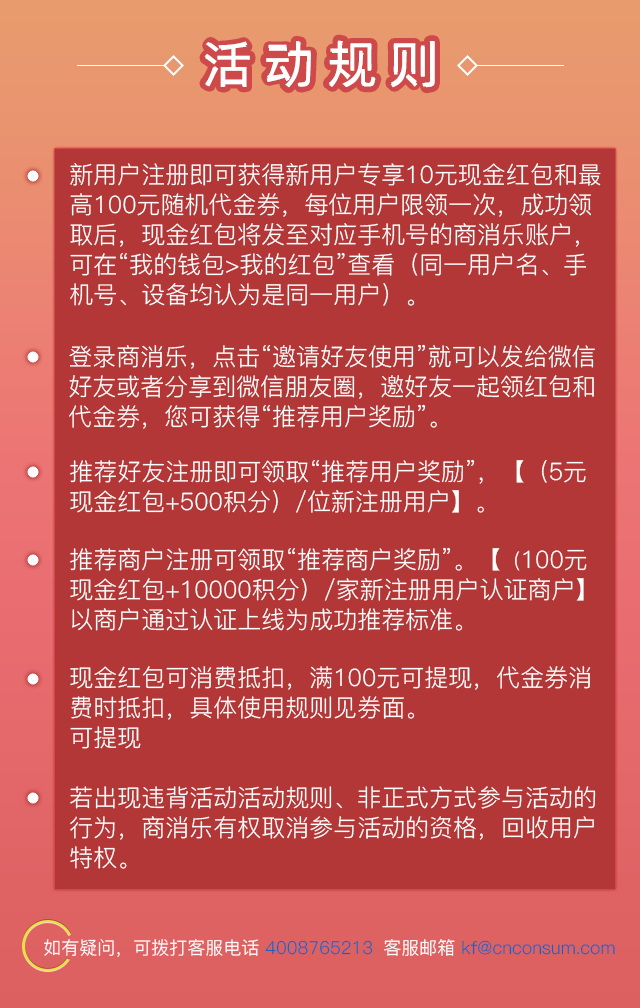 活动规则
新用户注册即可获得新用户专享10元现金红包和最
高100元随机代金券，每位用户限领一次，成功领
取后，现金红包将发至对应手机号的商消乐账户，
可在“我的钱包>我的红包”查看（同一用户名、手
机号、设备均认为是同一用户）。
登录商消乐，点击“邀请好友使用”就可以发给微信
好友或者分享到微信朋友圈，邀好友一起领红包和
代金券，您可获得“推荐用户奖励”。
推荐好友注册即可领取“推荐用户奖励”，【（5元
现金红包+500积分）/位新注册用户】。
推荐商户注册可领取“推荐商户奖励”。【（100元
现金红包+10000积分）/家新注册用户认证商户】
以商户通过认证上线为成功推荐标准。
现金红包可消费抵扣，满100元可提现，代金券消
费时抵扣，具体使用规则见券面。
可提现
若出现违背活动活动规则、非正式方式参与活动的
行为，商消乐有权取消参与活动的资格，回收用户
特权。
如有疑问，可拨打客服电话 4008765213 客服邮箱 kf@cnconsum.com